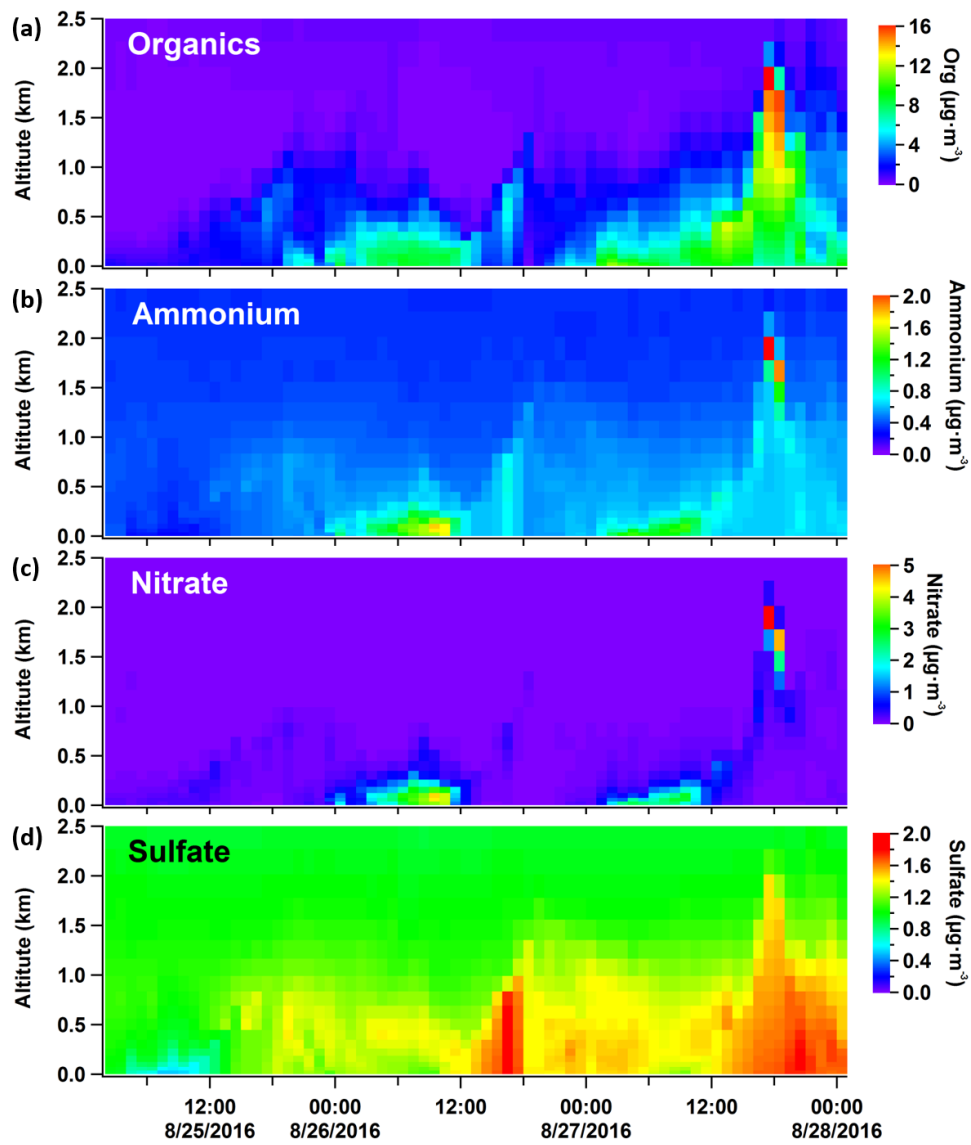 (a)
Organics
2.5
2.0
1.5
1.0
0.5
0.0
Altitute (km)
16
12
8
4
0
Org (µg·m⁻³)
(b)
Ammonium
2.5
2.0
1.5
1.0
0.5
0.0
Altitute (km)
2.0
1.6
1.2
0.8
0.4
0.0
Ammonium (µg·m⁻³)
(c)
Nitrate
2.5
2.0
1.5
1.0
0.5
0.0
Altitute (km)
5
4
3
2
1
0
Nitrate (µg·m⁻³)
(d)
Sulfate
2.5
2.0
1.5
1.0
0.5
0.0
Altitute (km)
2.0
1.6
1.2
0.8
0.4
0.0
Sulfate (µg·m⁻³)
12:00 00:00 12:00 00:00 12:00 00:00
8/25/2016 8/26/2016 8/27/2016 8/28/2016